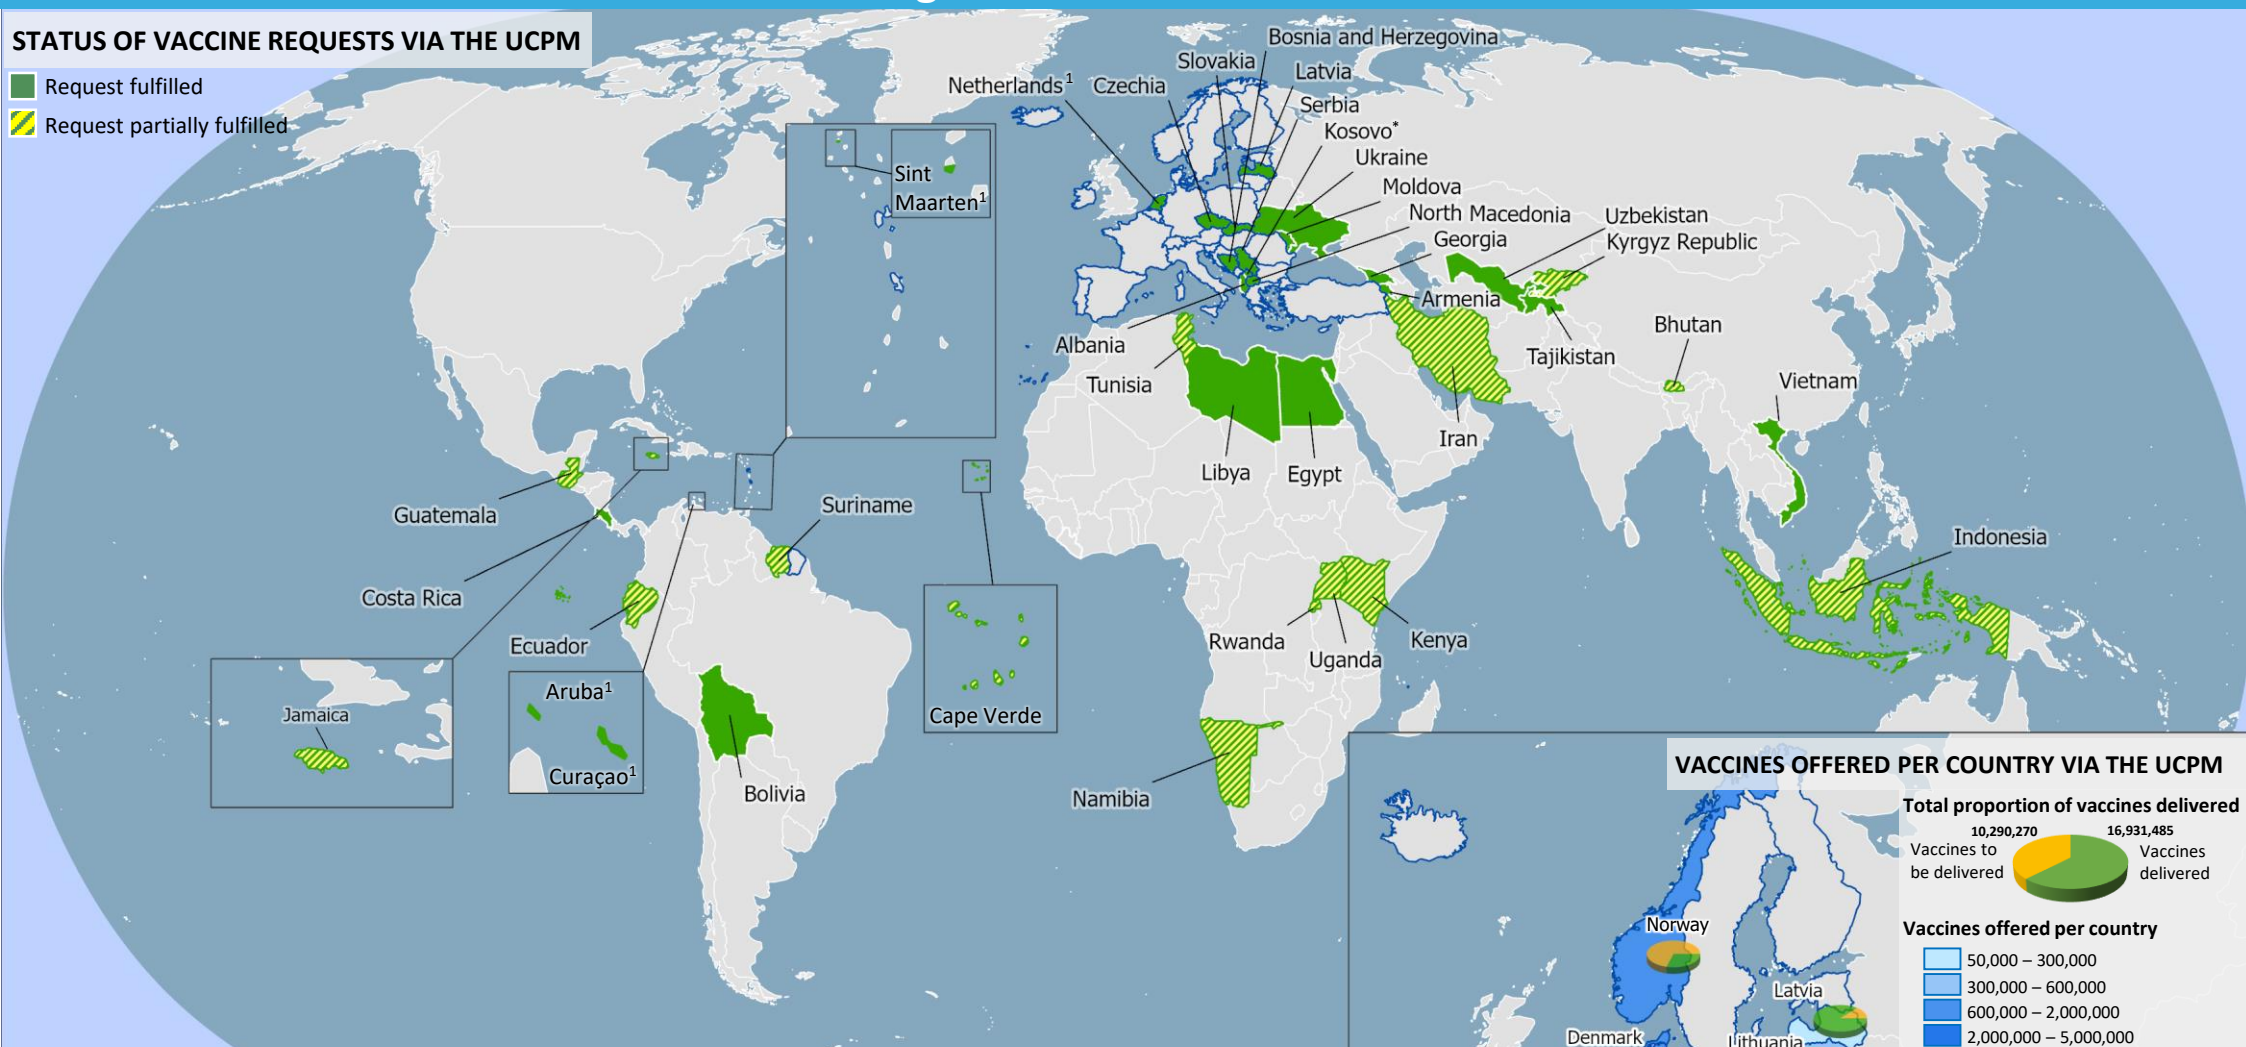 STATUS OF VACCINE REQUESTS VIA THE UCPM
Request fulfilled
Request partially fulfilled
Bosnia and Herzegovina
Slovakia
Latvia
Netherlands¹
Czechia
Serbia
Kosovo*
Ukraine
Moldova
North Macedonia
Uzbekistan
Georgia
Kyrgyz Republic
Sint
Maarten¹
Armenia
Bhutan
Albania
Tajikistan
Tunisia
Vietnam
Iran
Libya
Egypt
Suriname
Guatemala
Indonesia
Costa Rica
Ecuador
Rwanda
Kenya
Uganda
Aruba¹
Jamaica
Cape Verde
Curaçao¹
Bolivia
Namibia
VACCINES OFFERED PER COUNTRY VIA THE UCPM
Total proportion of vaccines delivered
10,290,270
16,931,485
Vaccines to
be delivered
Vaccines
delivered
Norway
Vaccines offered per country
50,000 – 300,000
300,000 – 600,000
600,000 – 2,000,000
2,000,000 – 5,000,000
Latvia
Denmark
Lithuania